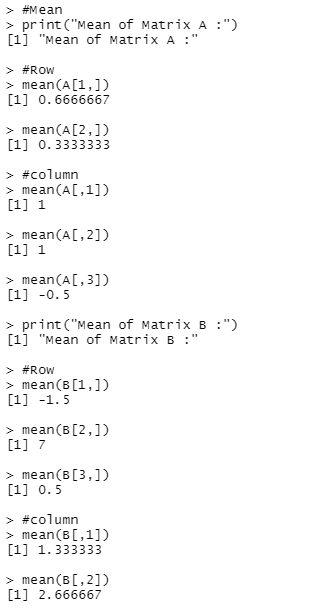 > #Mean
> print("Mean of Matrix A :")
[1] "Mean of Matrix A :"
> #Row
> mean(A[1,])
[1] 0.6666667
> mean(A[2,])
[1] 0.3333333
> #column
> mean(A[,1])
[1] 1
> mean(A[,2])
[1] 1
> mean(A[,3])
[1] -0.5
> print("Mean of Matrix B :")
[1] "Mean of Matrix B :"
> #Row
> mean(B[1,])
[1] -1.5
> mean(B[2,])
[1] 7
> mean(B[3,])
[1] 0.5
> #column
> mean(B[,1])
[1] 1.333333
> mean(B[,2])
[1] 2.666667